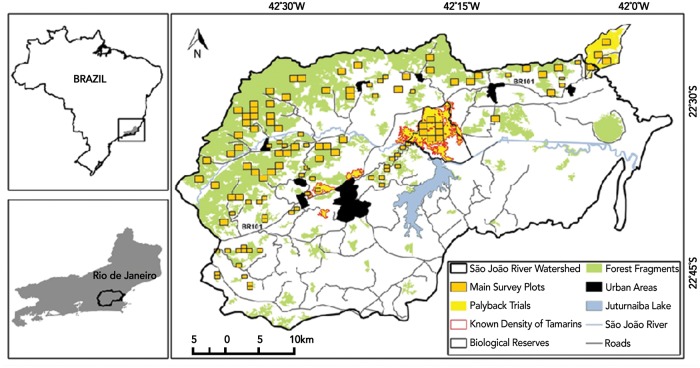 42°30'W
42°15'W
42°0'W
BRAZIL
N
BR101
22°30'S
Rio de Janeiro
BR101
22°45'S
São João River Watershed
Forest Fragments
Main Survey Plots
Urban Areas
Palyback Trials
Juturnaiba Lake
Known Density of Tamarins
São João River
Biological Reserves
Roads
5 0 5 10km